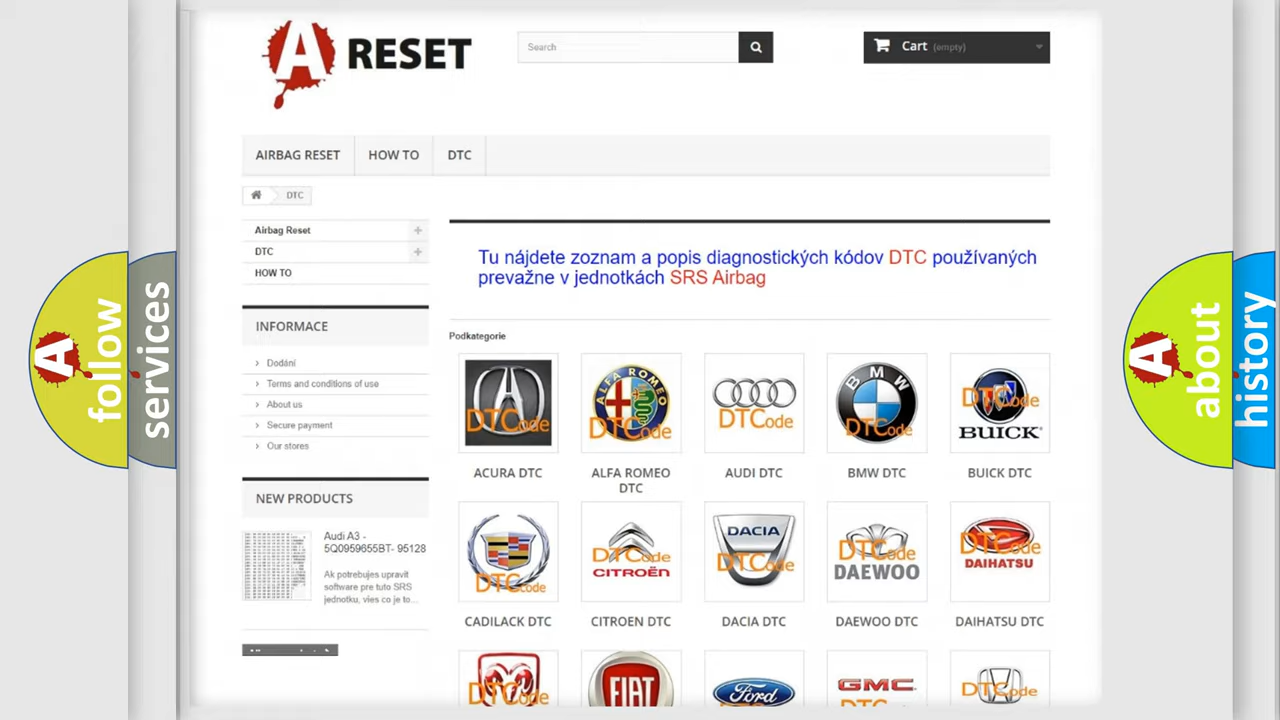 A RESET
Search
Cart (empty)
AIRBAG RESET
HOW TO
DTC
DTC
Airbag Reset
DTC
HOW TO
INFORMACE
Dodání
Terms and conditions of use
About us
Secure payment
Our stores
NEW PRODUCTS
Audi A3 -
5Q0959655BT- 95128
Ak potrebujes upravit
software pre tuto SRS
jednotku, vies co je to...
Tu nájdete zoznam a popis diagnostických kódov DTC používaných
prevažne v jednotkách SRS Airbag
Podkategorie
DTCode
ALFA ROMEO
DTCode
DTCode
BMW
DTCode
DTCode
BUICK
ACURA DTC
ALFA ROMEO
DTC
AUDI DTC
BMW DTC
BUICK DTC
DTCode
DTCode
CITROËN
DACIA
DTCode
DTCode
DAEWOO
DTCode
DAIHATSU
CADILACK DTC
CITROEN DTC
DACIA DTC
DAEWOO DTC
DAIHATSU DTC
DTCode
FIAT
Ford
GMC
DTCode
A
follow
services
A
about
history